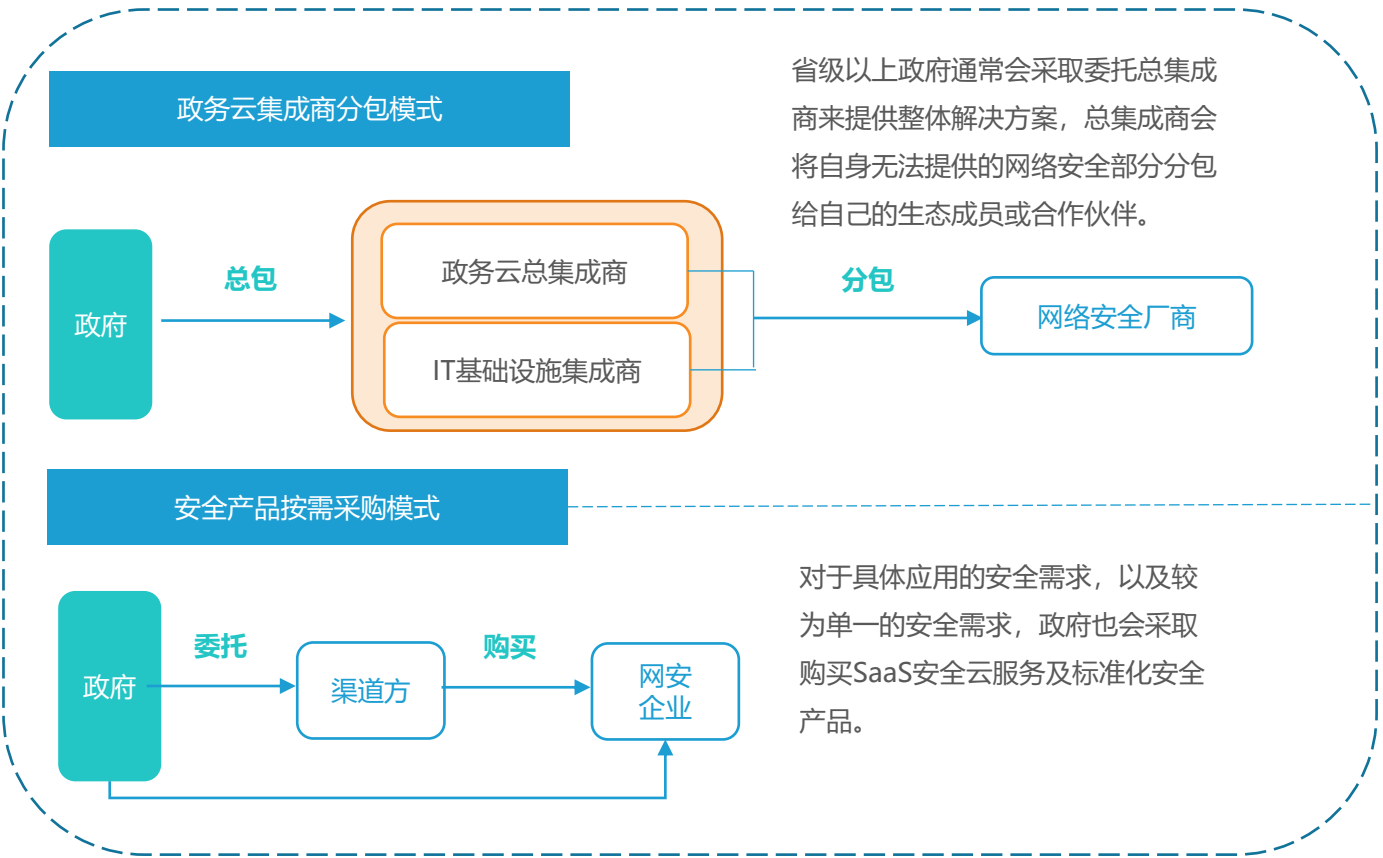 政务云集成商分包模式
省级以上政府通常会采取委托总集成
商来提供整体解决方案，总集成商会
将自身无法提供的网络安全部分分包
给自己的生态成员或合作伙伴。
政府
总包
政务云总集成商
IT基础设施集成商
分包
网络安全厂商
安全产品按需采购模式
政府
委托
渠道方
购买
网安
企业
对于具体应用的安全需求，以及较
为单一的安全需求，政府也会采取
购买SaaS安全云服务及标准化安全
产品。